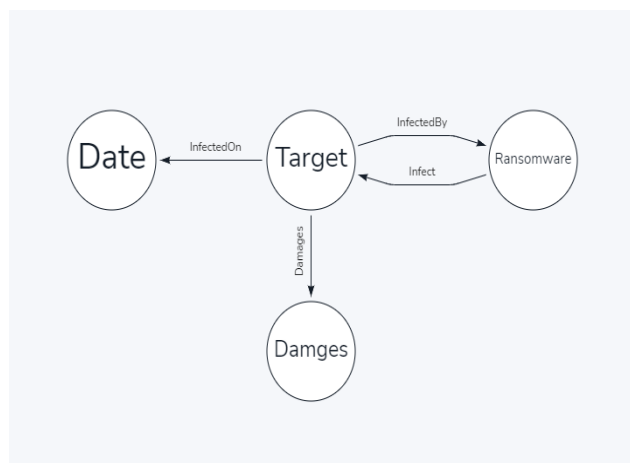 InfectedBy
Date
InfectedOn
Target
Ransomware
Infect
Damages
Damges